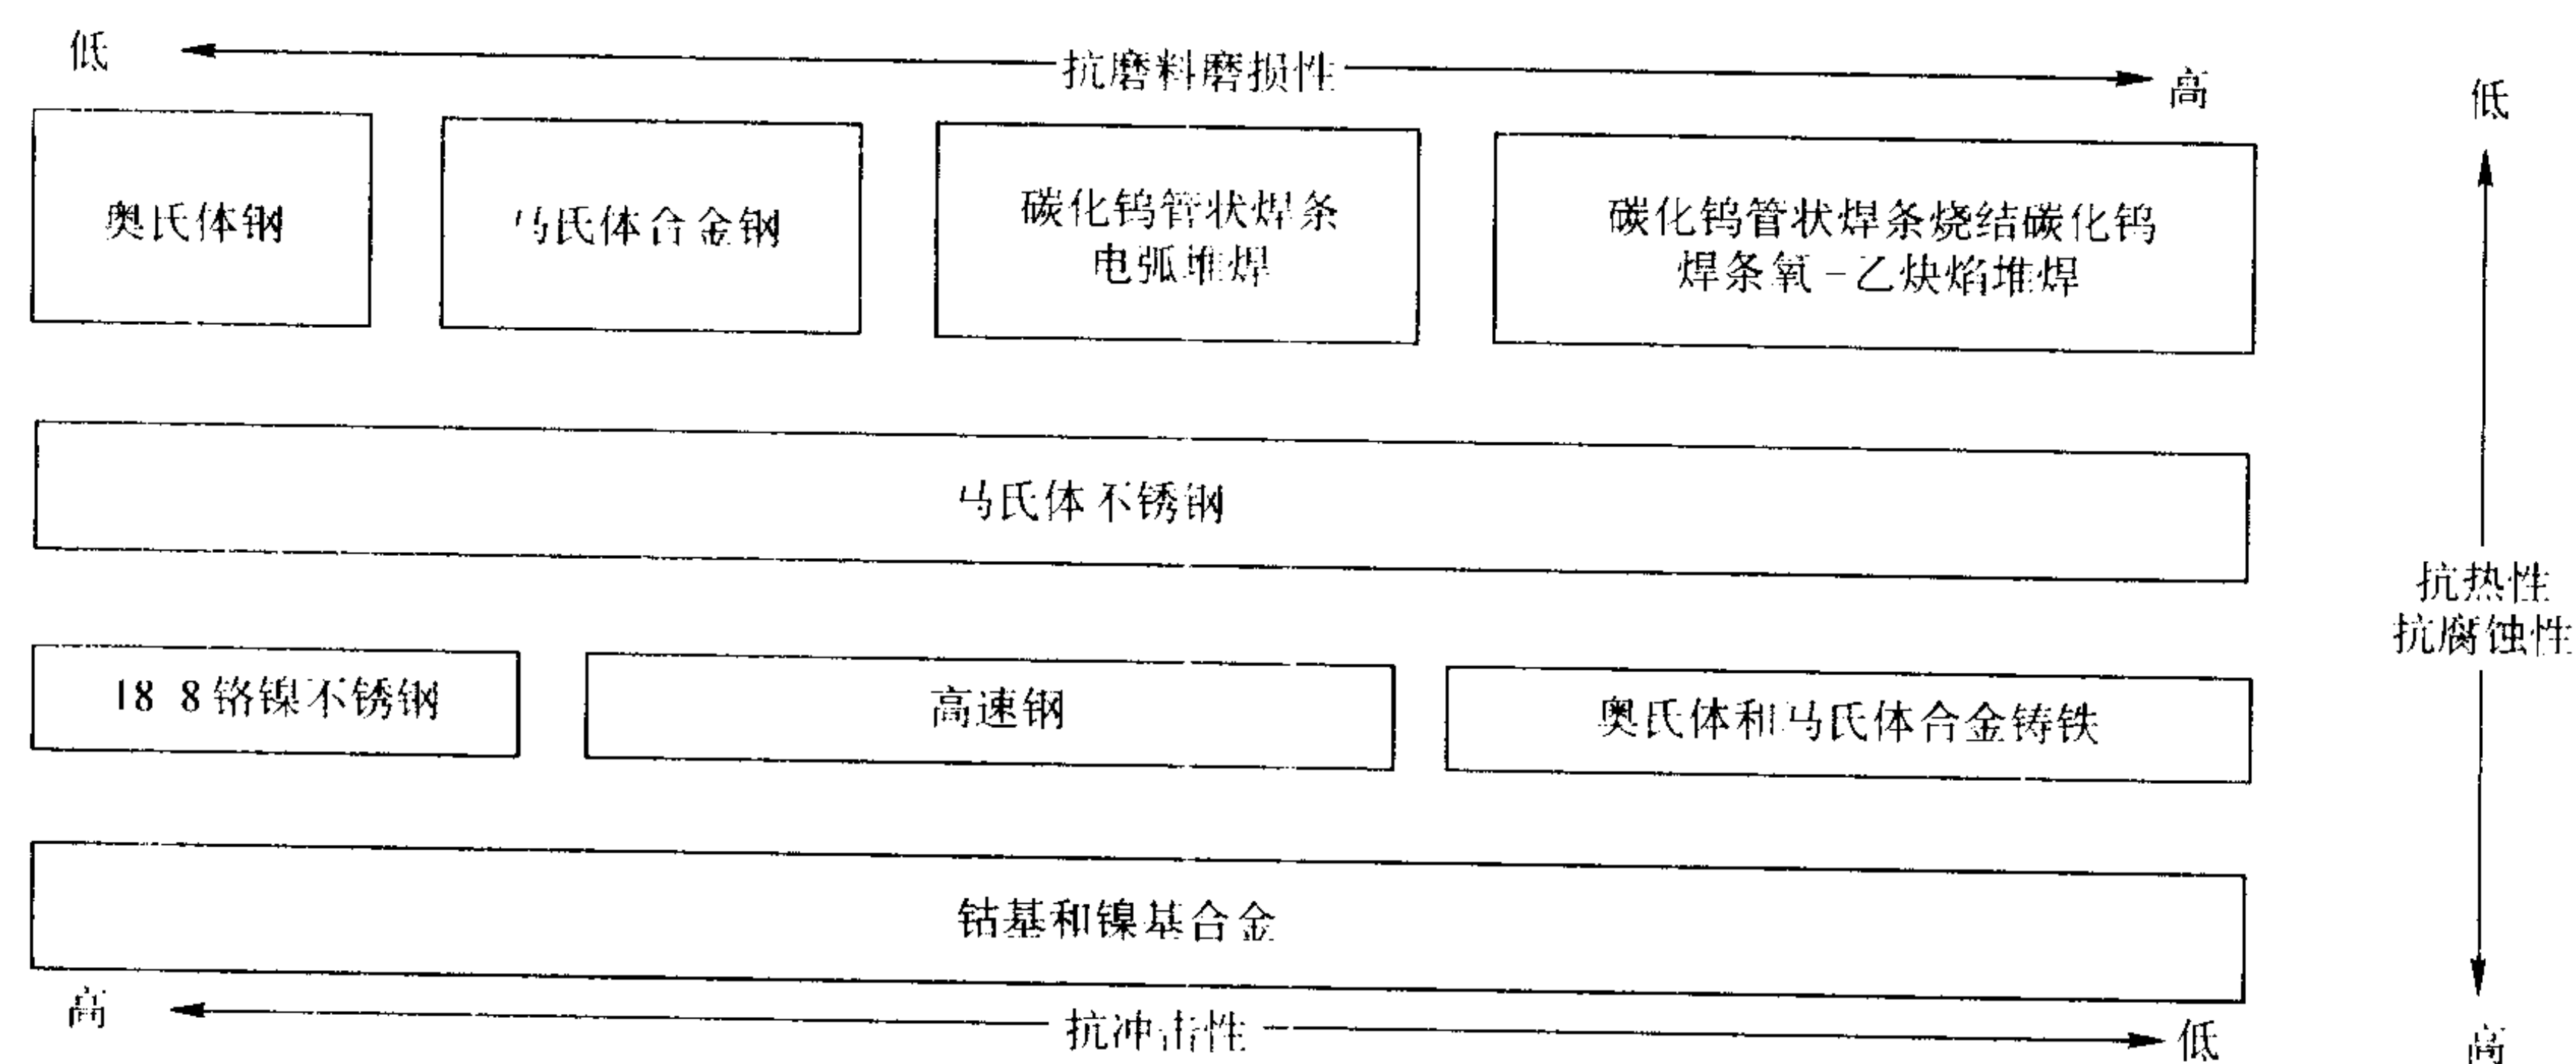 低
抗磨料磨损性
高
低
奥氏体钢
马氏体合金钢
碳化钨管状焊条
电弧堆焊
碳化钨管状焊条烧结碳化钨
焊条氧-乙炔焰堆焊
马氏体不锈钢
抗热性
抗腐蚀性
18 8铬镍不锈钢
高速钢
奥氏体和马氏体合金铸铁
钴基和镍基合金
高
抗冲击性
低
高